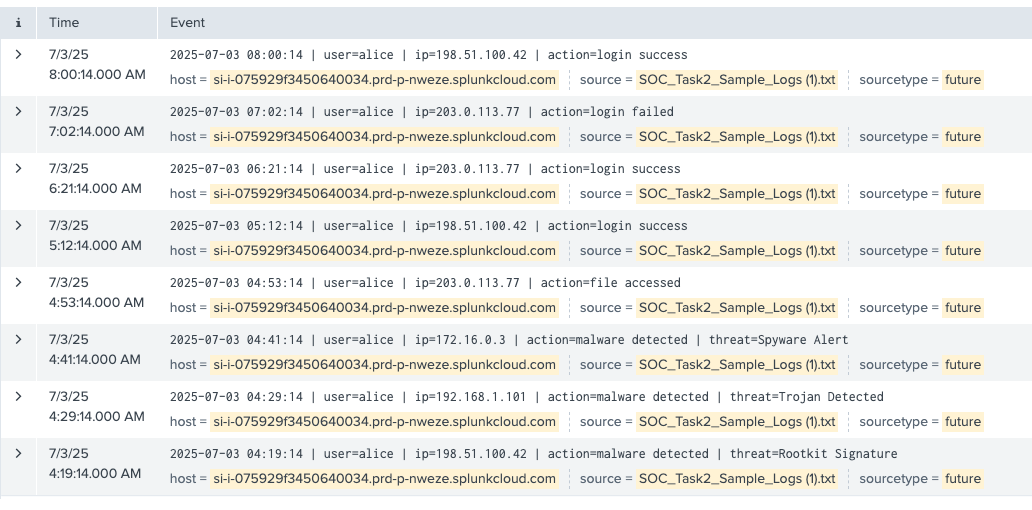 i Time Event
7/3/25 2025-07-03 08:00:14 | user=alice | ip=198.51.100.42 | action=login success
8:00:14.000 AM host = si-i-075929f3450640034.prd-p-nweze.splunkcloud.com source = SOC_Task2_Sample_Logs (1).txt sourcetype = future
7/3/25 2025-07-03 07:02:14 | user=alice | ip=203.0.113.77 | action=login failed
7:02:14.000 AM host = si-i-075929f3450640034.prd-p-nweze.splunkcloud.com source = SOC_Task2_Sample_Logs (1).txt sourcetype = future
7/3/25 2025-07-03 06:21:14 | user=alice | ip=203.0.113.77 | action=login success
6:21:14.000 AM host = si-i-075929f3450640034.prd-p-nweze.splunkcloud.com source = SOC_Task2_Sample_Logs (1).txt sourcetype = future
7/3/25 2025-07-03 05:12:14 | user=alice | ip=198.51.100.42 | action=login success
5:12:14.000 AM host = si-i-075929f3450640034.prd-p-nweze.splunkcloud.com source = SOC_Task2_Sample_Logs (1).txt sourcetype = future
7/3/25 2025-07-03 04:53:14 | user=alice | ip=203.0.113.77 | action=file accessed
4:53:14.000 AM host = si-i-075929f3450640034.prd-p-nweze.splunkcloud.com source = SOC_Task2_Sample_Logs (1).txt sourcetype = future
7/3/25 2025-07-03 04:41:14 | user=alice | ip=172.16.0.3 | action=malware detected | threat=Spyware Alert
4:41:14.000 AM host = si-i-075929f3450640034.prd-p-nweze.splunkcloud.com source = SOC_Task2_Sample_Logs (1).txt sourcetype = future
7/3/25 2025-07-03 04:29:14 | user=alice | ip=192.168.1.101 | action=malware detected | threat=Trojan Detected
4:29:14.000 AM host = si-i-075929f3450640034.prd-p-nweze.splunkcloud.com source = SOC_Task2_Sample_Logs (1).txt sourcetype = future
7/3/25 2025-07-03 04:19:14 | user=alice | ip=198.51.100.42 | action=malware detected | threat=Rootkit Signature
4:19:14.000 AM host = si-i-075929f3450640034.prd-p-nweze.splunkcloud.com source = SOC_Task2_Sample_Logs (1).txt sourcetype = future